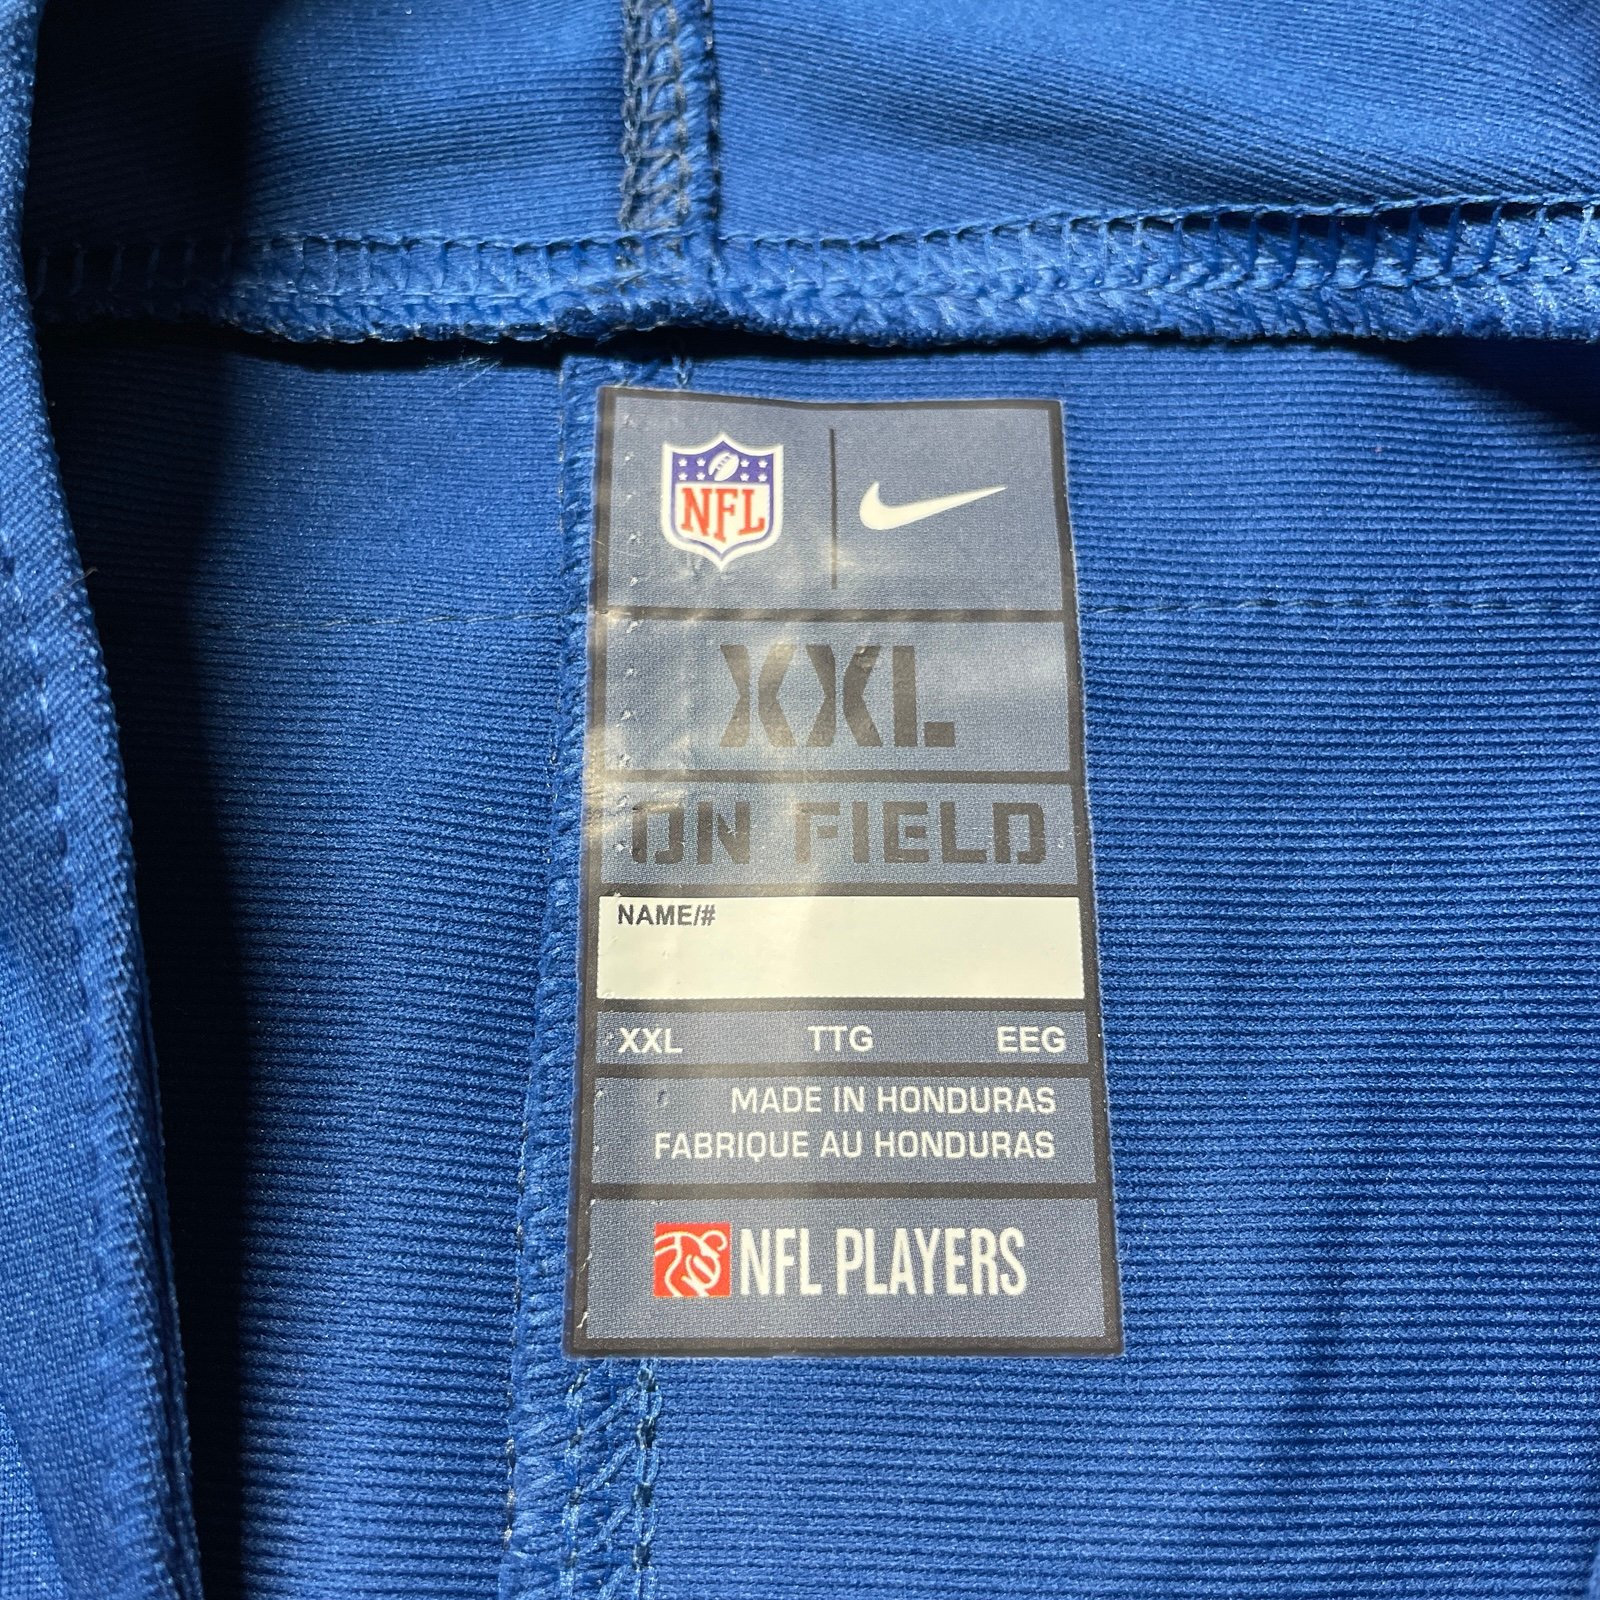 NFL
XXL
ON FIELD
NAME/#
XXL TTG EEG
MADE IN HONDURAS
FABRIQUE AU HONDURAS
NFL PLAYERS